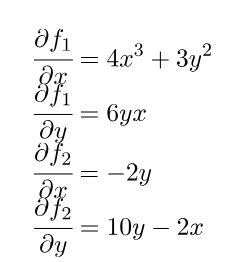 ∂f₁/∂x = 4x³ + 3y²
∂f₁/∂y = 6yx
∂f₂/∂x = −2y
∂f₂/∂y = 10y − 2x